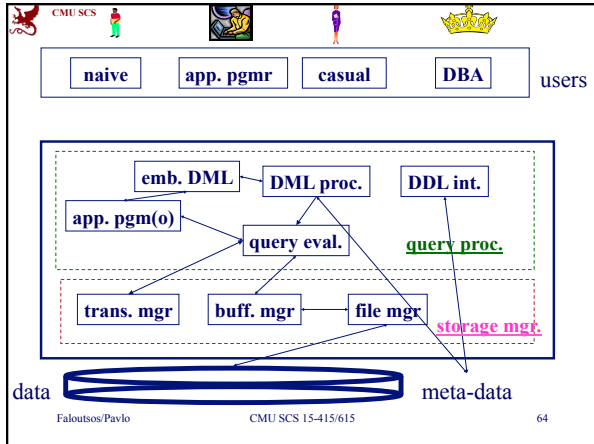 CMU SCS
naive
app. pgmr
casual
DBA
users
emb. DML
DML proc.
DDL int.
app. pgm(o)
query eval.
query proc.
trans. mgr
buff. mgr
file mgr
storage mgr.
data
meta-data
Faloutsos/Pavlo
CMU SCS 15-415/615
64